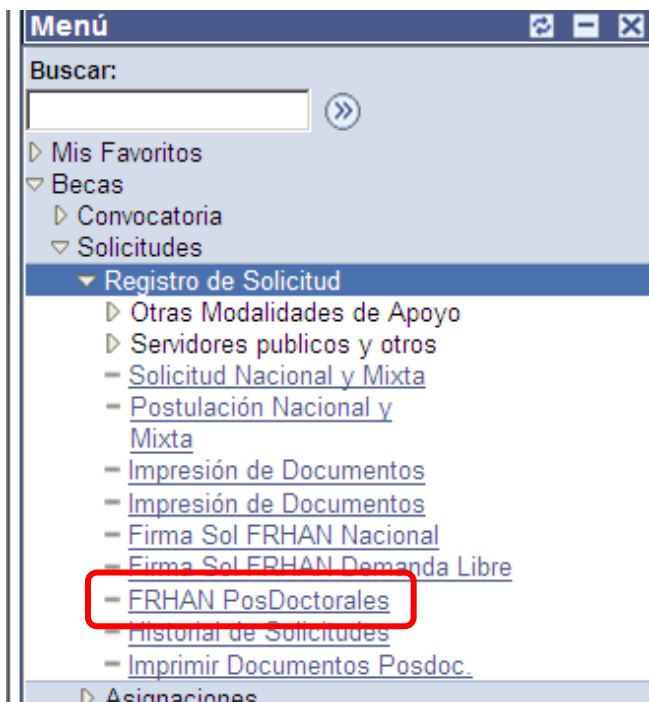 Menú
Buscar:
Mis Favoritos
Becas
Convocatoria
Solicitudes
Registro de Solicitud
Otras Modalidades de Apoyo
Servidores publicos y otros
Solicitud Nacional y Mixta
Postulación Nacional y
Mixta
Impresión de Documentos
Impresión de Documentos
Firma Sol FRHAN Nacional
Firma Sol FRHAN Demanda Libre
FRHAN PosDoctorales
Historial de Solicitudes
Imprimir Documentos Posdoc.
Asignaciones